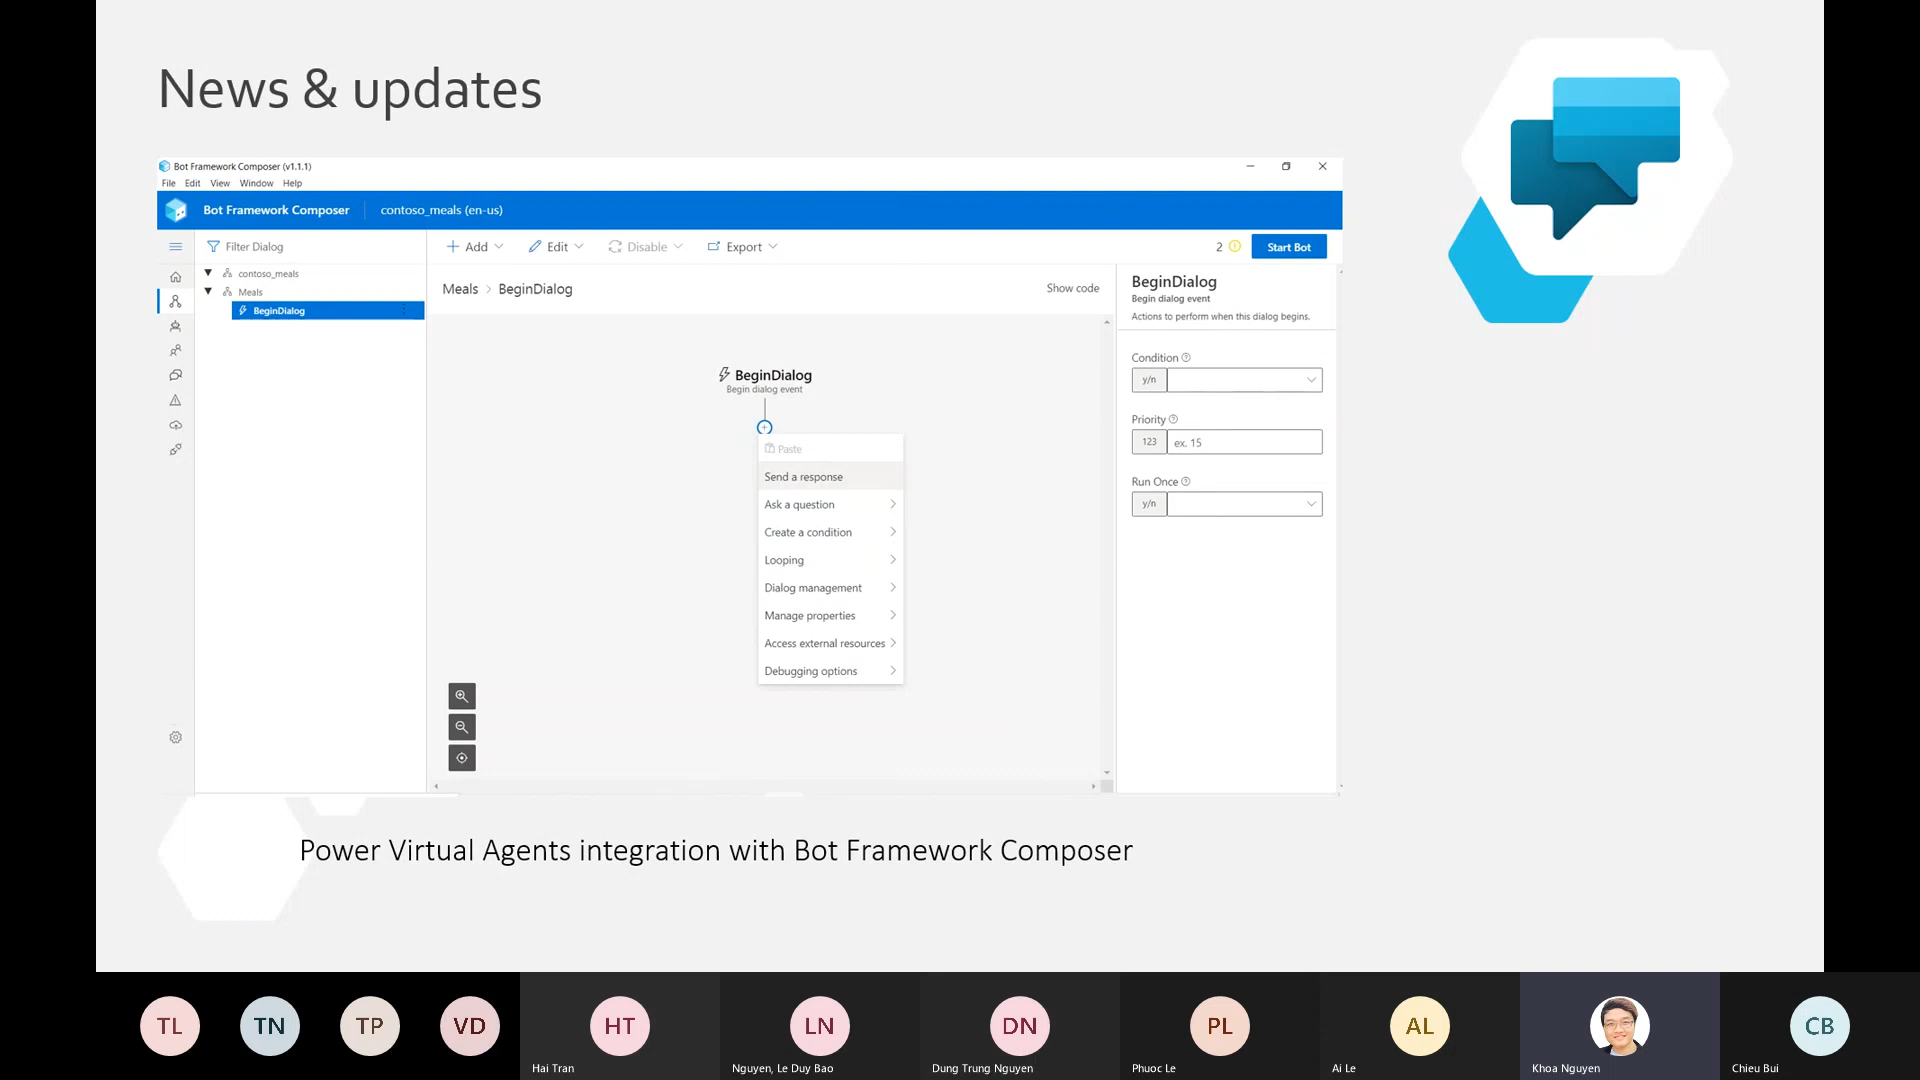 News & updates
Bot Framework Composer (v1.1.1)
File Edit View Window Help
Bot Framework Composer contoso_meals (en-us)
Filter Dialog
Add Edit Disable Export 2 Start Bot
contoso_meals
Meals
BeginDialog
Meals > BeginDialog Show code
BeginDialog
Begin dialog event
Paste
Send a response
Ask a question
Create a condition
Looping
Dialog management
Manage properties
Access external resources
Debugging options
BeginDialog
Begin dialog event
Actions to perform when this dialog begins.
Condition
y/n
Priority
123 ex. 15
Run Once
y/n
Power Virtual Agents integration with Bot Framework Composer
TL TN TP VD HT LN DN PL AL CB
Hai Tran Nguyen, Le Duy Bao Dung Trung Nguyen Phuoc Le Ai Le Khoa Nguyen Chieu Bui